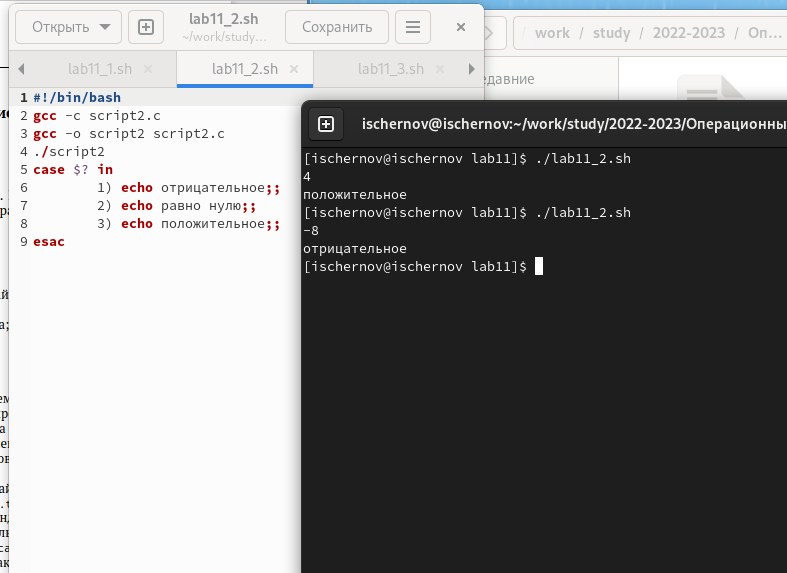 Открыть
lab11_2.sh
~/work/study...
Сохранить
work / study / 2022-2023 / Оп...
lab11_1.sh
lab11_2.sh
lab11_3.sh
1 #!/bin/bash
2 gcc -c script2.c
3 gcc -o script2 script2.c
4 ./script2
5 case $? in
6 1) echo отрицательное;;
7 2) echo равно нулю;;
8 3) echo положительное;;
9 esac
ischernov@ischernov:~/work/study/2022-2023/Операционны
[ischernov@ischernov lab11]$ ./lab11_2.sh
4
положительное
[ischernov@ischernov lab11]$ ./lab11_2.sh
-8
отрицательное
[ischernov@ischernov lab11]$